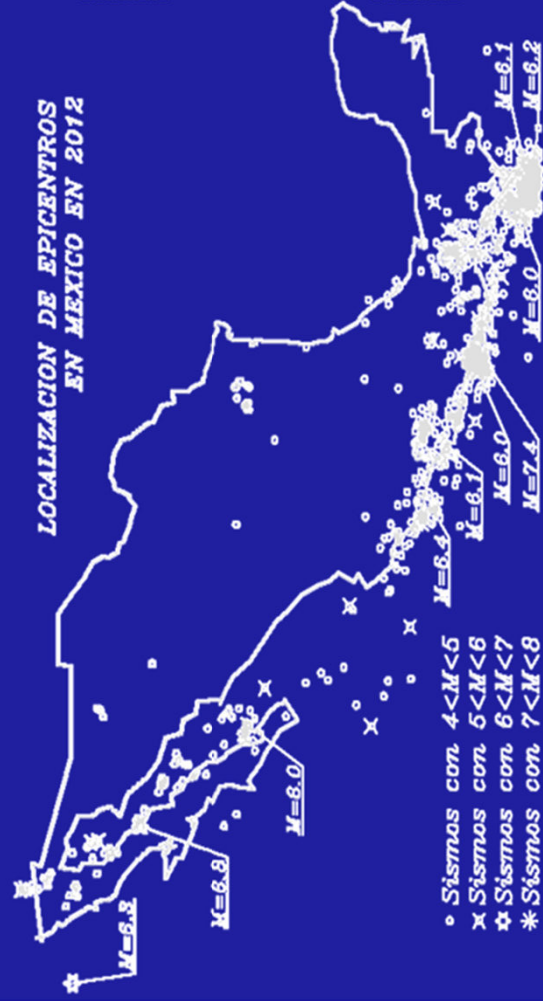 LOCALIZACION DE EPICENTROS
EN MEXICO EN 2012
M=6.3
M=6.8
M=6.0
M=6.4
M=6.1
M=6.0
M=7.4
M=6.0
M=6.1
M=6.2
Sismos con 4<M<5
Sismos con 5<M<6
Sismos con 6<M<7
Sismos con 7<M<8